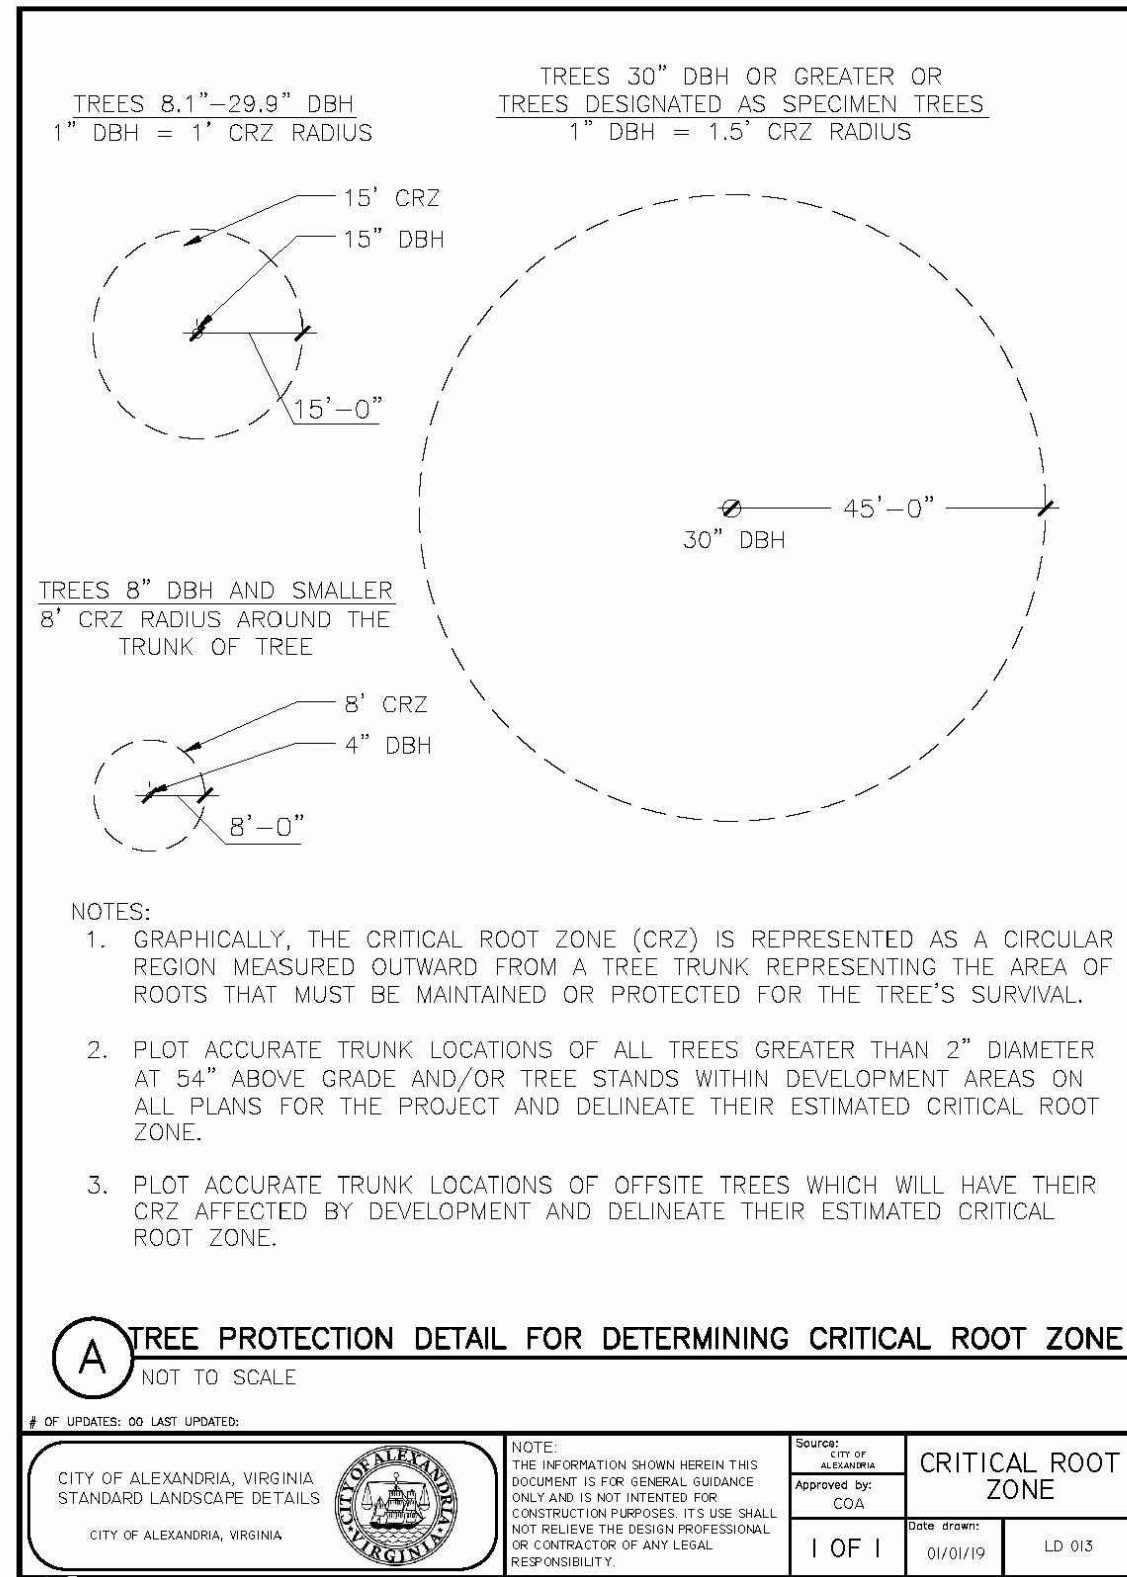 TREES 8.1”–29.9” DBH
1” DBH = 1’ CRZ RADIUS
TREES 30” DBH OR GREATER OR
TREES DESIGNATED AS SPECIMEN TREES
1” DBH = 1.5’ CRZ RADIUS
15’ CRZ
15” DBH
15’–0”
45’–0”
30” DBH
TREES 8” DBH AND SMALLER
8’ CRZ RADIUS AROUND THE
TRUNK OF TREE
8’ CRZ
4” DBH
8’–0”
NOTES:
1. GRAPHICALLY, THE CRITICAL ROOT ZONE (CRZ) IS REPRESENTED AS A CIRCULAR
REGION MEASURED OUTWARD FROM A TREE TRUNK REPRESENTING THE AREA OF
ROOTS THAT MUST BE MAINTAINED OR PROTECTED FOR THE TREE’S SURVIVAL.
2. PLOT ACCURATE TRUNK LOCATIONS OF ALL TREES GREATER THAN 2” DIAMETER
AT 54” ABOVE GRADE AND/OR TREE STANDS WITHIN DEVELOPMENT AREAS ON
ALL PLANS FOR THE PROJECT AND DELINEATE THEIR ESTIMATED CRITICAL ROOT
ZONE.
3. PLOT ACCURATE TRUNK LOCATIONS OF OFFSITE TREES WHICH WILL HAVE THEIR
CRZ AFFECTED BY DEVELOPMENT AND DELINEATE THEIR ESTIMATED CRITICAL
ROOT ZONE.
A
TREE PROTECTION DETAIL FOR DETERMINING CRITICAL ROOT ZONE
NOT TO SCALE
# OF UPDATES: 00 LAST UPDATED:
CITY OF ALEXANDRIA, VIRGINIA
STANDARD LANDSCAPE DETAILS
CITY OF ALEXANDRIA, VIRGINIA
CITY OF ALEXANDRIA
VIRGINIA
NOTE:
THE INFORMATION SHOWN HEREIN THIS
DOCUMENT IS FOR GENERAL GUIDANCE
ONLY AND IS NOT INTENTED FOR
CONSTRUCTION PURPOSES. ITS USE SHALL
NOT RELIEVE THE DESIGN PROFESSIONAL
OR CONTRACTOR OF ANY LEGAL
RESPONSIBILITY.
Source:
CITY OF
ALEXANDRIA
Approved by:
COA
1 OF 1
CRITICAL ROOT
ZONE
Date drawn:
01/01/19
LD 013